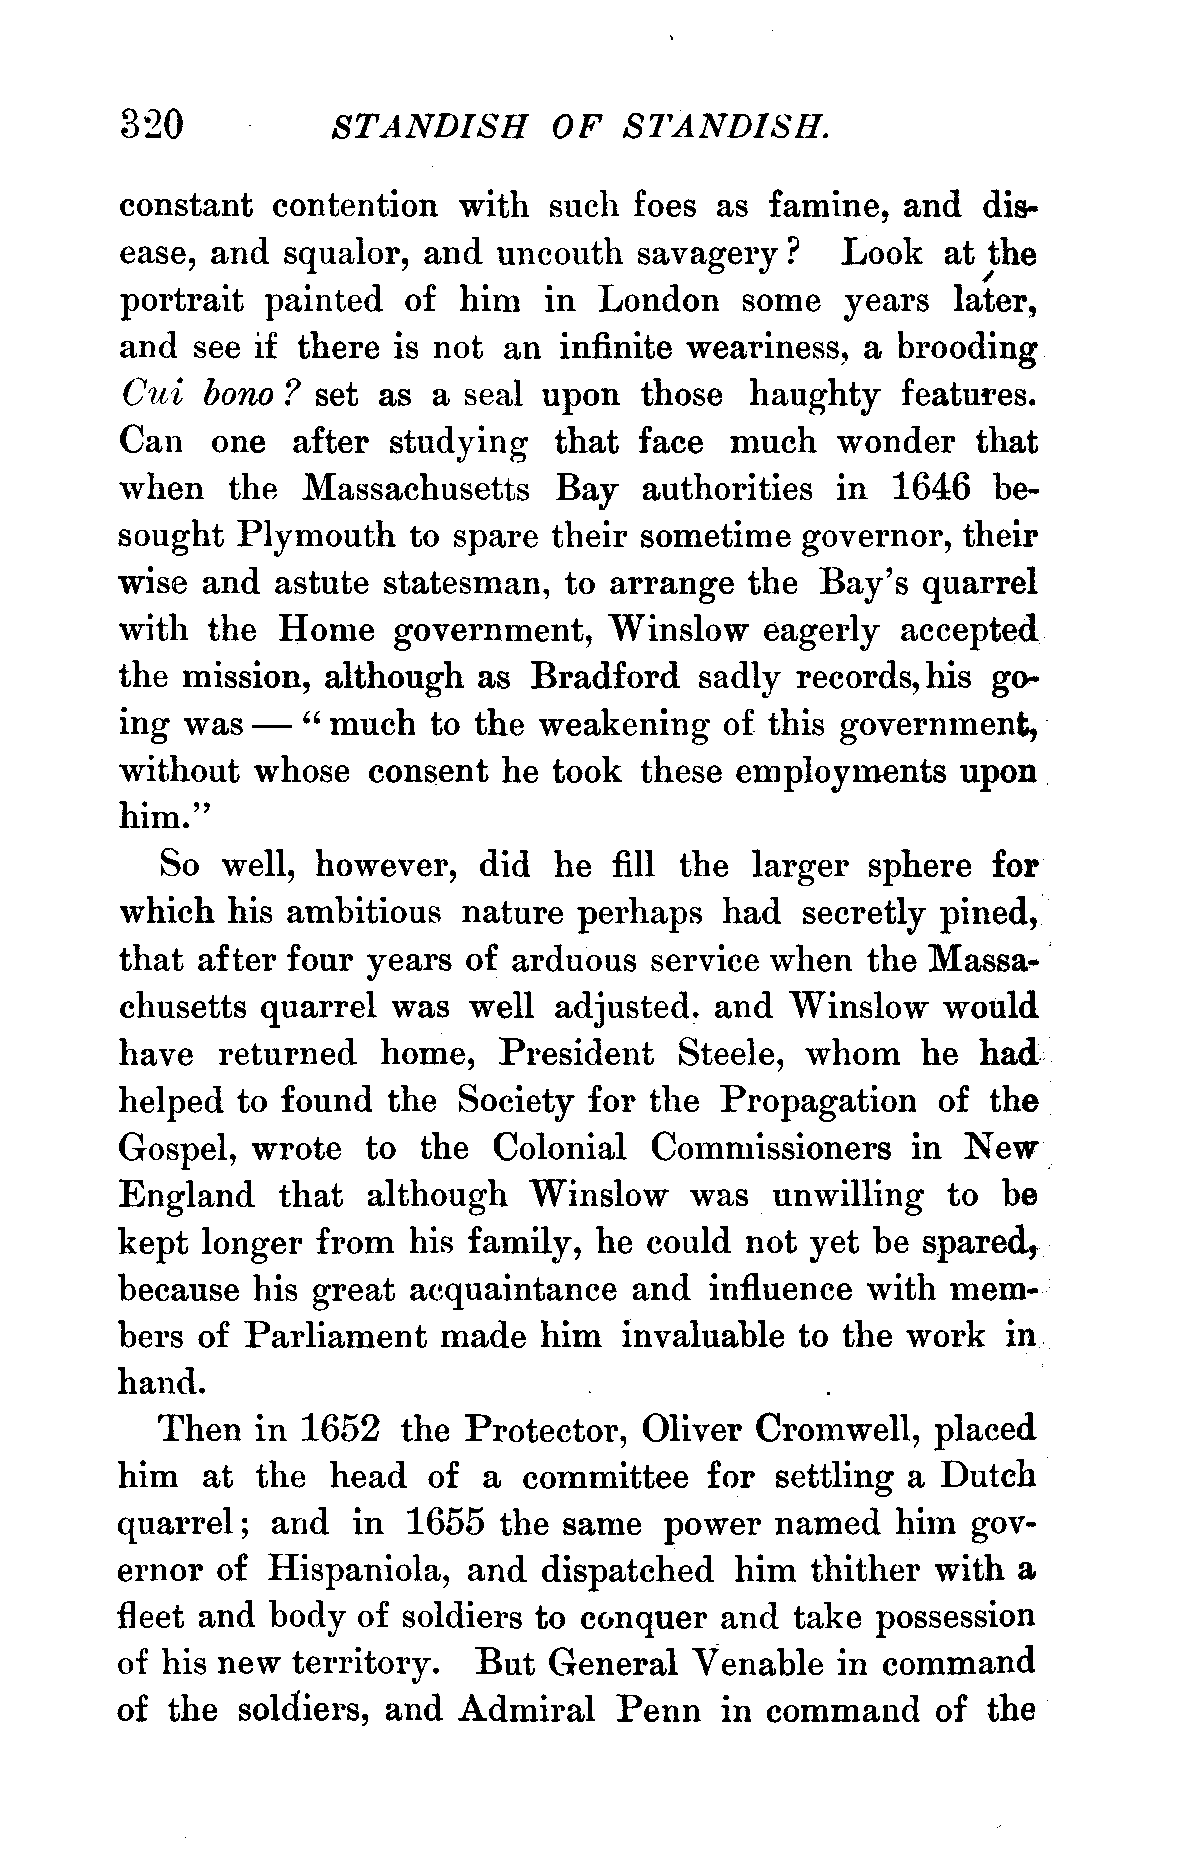 320 STANDISH OF STANDISH.
constant contention with such foes as famine, and dis-
ease, and squalor, and uncouth savagery? Look at the
portrait painted of him in London some years later,
and see if there is not an infinite weariness, a brooding
Cui bono? set as a seal upon those haughty features.
Can one after studying that face much wonder that
when the Massachusetts Bay authorities in 1646 be-
sought Plymouth to spare their sometime governor, their
wise and astute statesman, to arrange the Bay's quarrel
with the Home government, Winslow eagerly accepted
the mission, although as Bradford sadly records, his go-
ing was — "much to the weakening of this government,
without whose consent he took these employments upon
him."
So well, however, did he fill the larger sphere for
which his ambitious nature perhaps had secretly pined,
that after four years of arduous service when the Massa-
chusetts quarrel was well adjusted. and Winslow would
have returned home, President Steele, whom he had
helped to found the Society for the Propagation of the
Gospel, wrote to the Colonial Commissioners in New
England that although Winslow was unwilling to be
kept longer from his family, he could not yet be spared,
because his great acquaintance and influence with mem-
bers of Parliament made him invaluable to the work in
hand.
Then in 1652 the Protector, Oliver Cromwell, placed
him at the head of a committee for settling a Dutch
quarrel; and in 1655 the same power named him gov-
ernor of Hispaniola, and dispatched him thither with a
fleet and body of soldiers to conquer and take possession
of his new territory. But General Venable in command
of the soldiers, and Admiral Penn in command of the